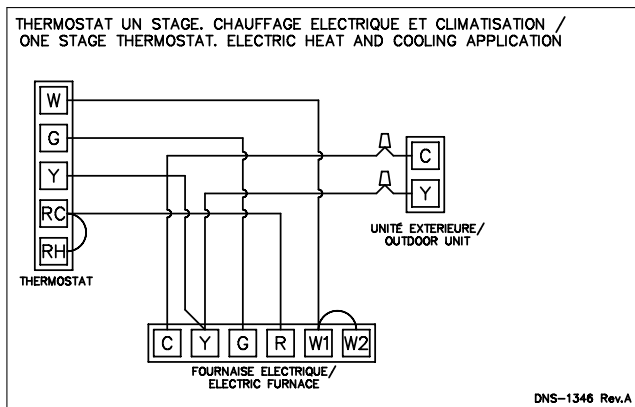 THERMOSTAT UN STAGE. CHAUFFAGE ELECTRIQUE ET CLIMATISATION /
ONE STAGE THERMOSTAT. ELECTRIC HEAT AND COOLING APPLICATION
W
G
Y
RC
RH
THERMOSTAT
C
Y
UNITÉ EXTERIEURE/
OUTDOOR UNIT
C Y G R W1 W2
FOURNAISE ELECTRIQUE/
ELECTRIC FURNACE
DNS-1346 Rev.A